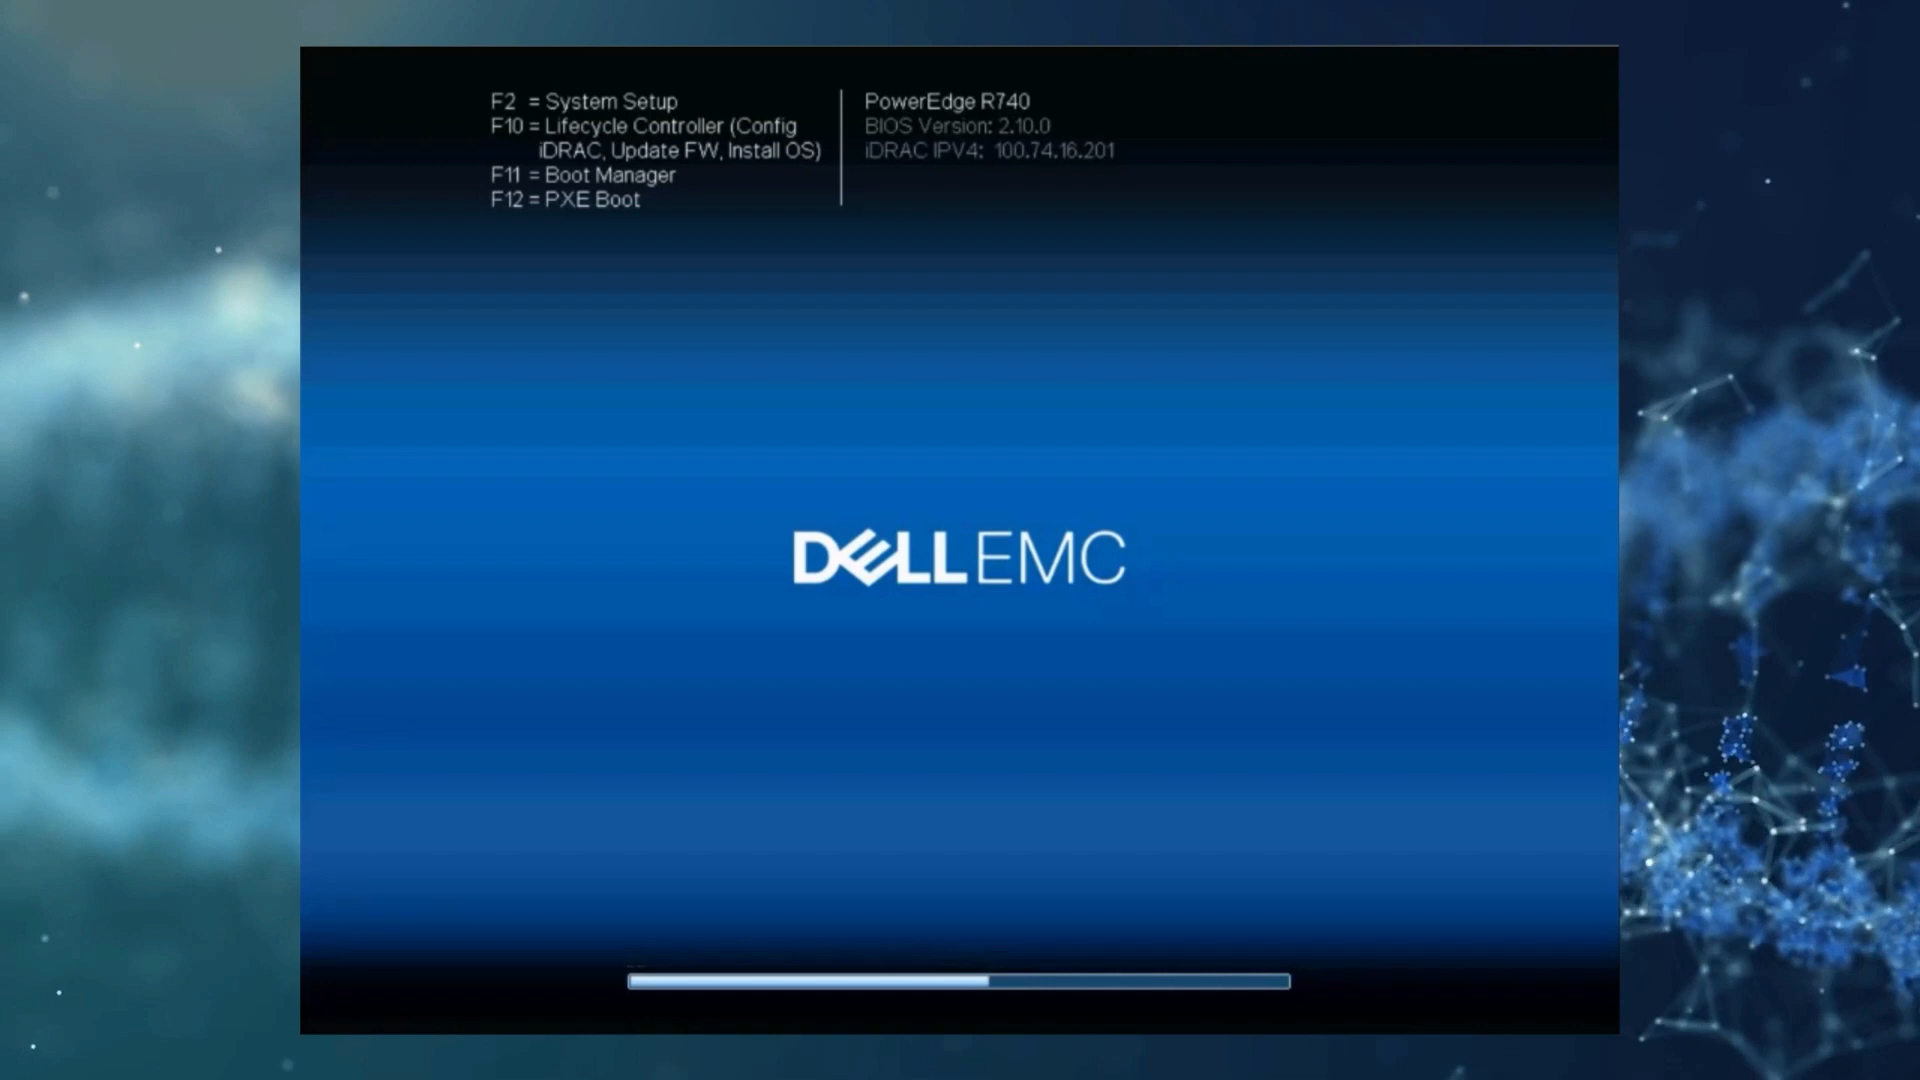 F2 = System Setup
F10 = Lifecycle Controller (Config
iDRAC, Update FW, Install OS)
F11 = Boot Manager
F12 = PXE Boot
PowerEdge R740
BIOS Version: 2.10.0
iDRAC IPV4: 100.74.16.201
DELLEMC